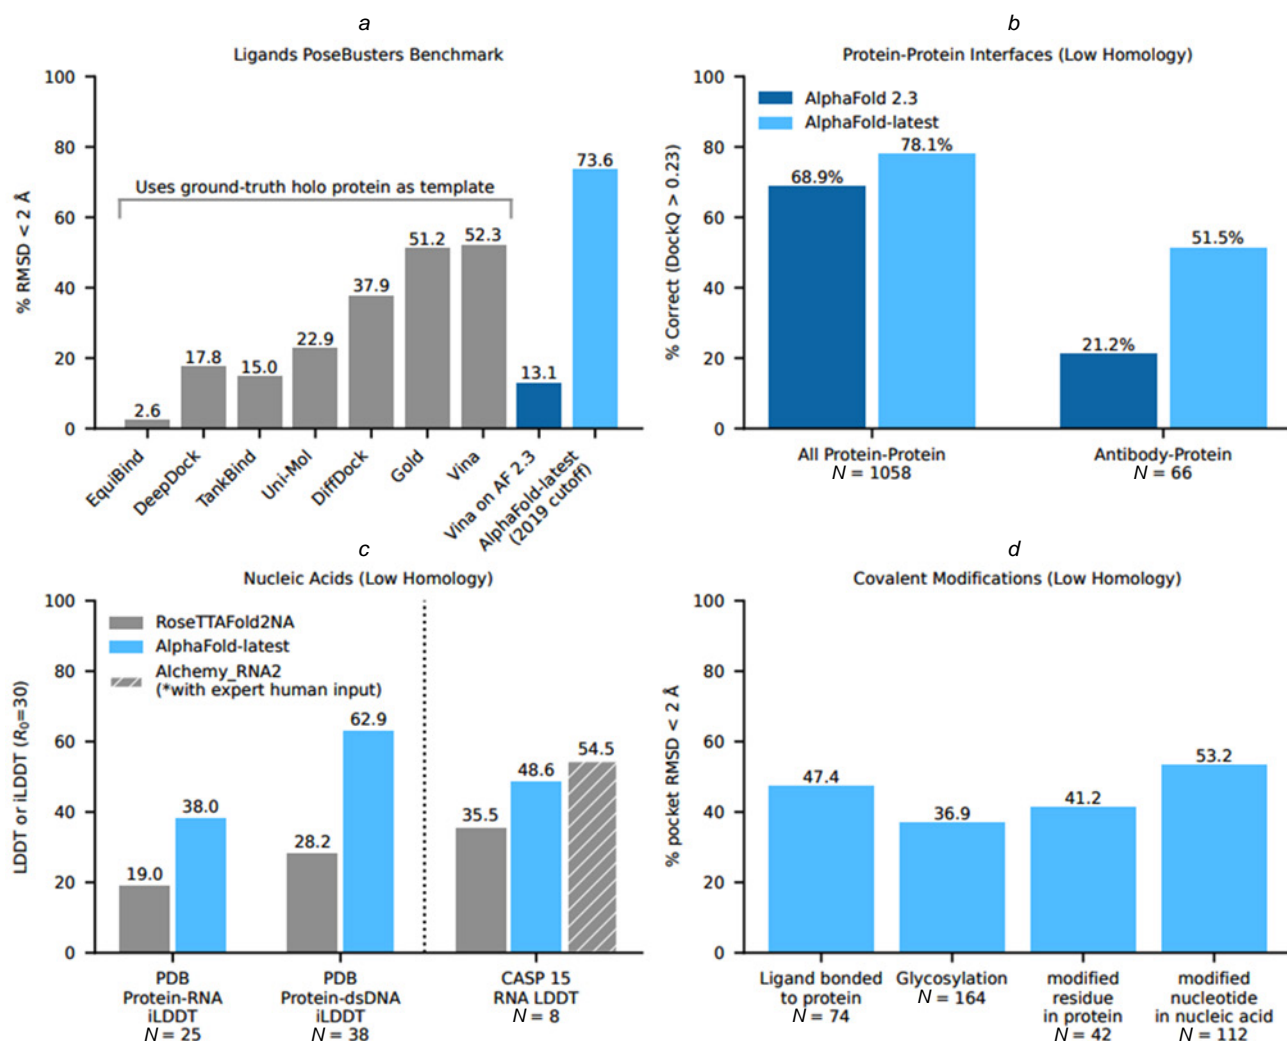 a
Ligands PoseBusters Benchmark
% RMSD < 2 Å
100
80
60
40
20
0
Uses ground-truth holo protein as template
2.6
17.8
15.0
22.9
37.9
51.2
52.3
13.1
73.6
EquiBind
DeepDock
TankBind
Uni-Mol
DiffDock
Gold
Vina
Vina on AF 2.3
AlphaFold-latest
(2019 cutoff)
b
Protein-Protein Interfaces (Low Homology)
% Correct (DockQ > 0.23)
100
80
60
40
20
0
AlphaFold 2.3
AlphaFold-latest
68.9%
78.1%
21.2%
51.5%
All Protein-Protein
N = 1058
Antibody-Protein
N = 66
c
Nucleic Acids (Low Homology)
LDDT or iLDDT (R₀=30)
100
80
60
40
20
0
RoseTTAFold2NA
AlphaFold-latest
Alchemy_RNA2
(*with expert human input)
19.0
38.0
28.2
62.9
35.5
48.6
54.5
PDB
Protein-RNA
iLDDT
N = 25
PDB
Protein-dsDNA
iLDDT
N = 38
CASP 15
RNA LDDT
N = 8
d
Covalent Modifications (Low Homology)
% pocket RMSD < 2 Å
100
80
60
40
20
0
47.4
36.9
41.2
53.2
Ligand bonded
to protein
N = 74
Glycosylation
N = 164
modified
residue
in protein
N = 42
modified
nucleotide
in nucleic acid
N = 112